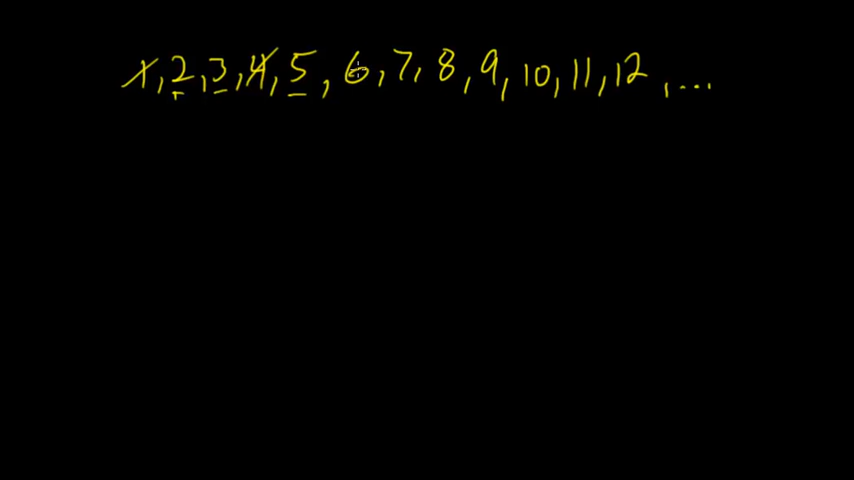 1, 2, 3, 4, 5, 6, 7, 8, 9, 10, 11, 12, ...